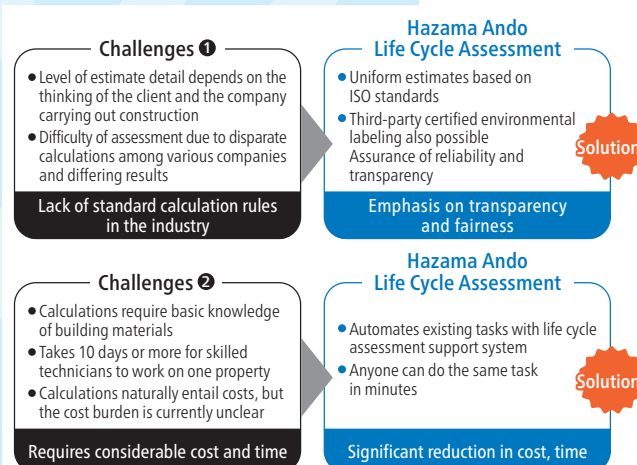 Challenges ❶
● Level of estimate detail depends on the
thinking of the client and the company
carrying out construction
● Difficulty of assessment due to disparate
calculations among various companies
and differing results
Lack of standard calculation rules
in the industry
Hazama Ando
Life Cycle Assessment
● Uniform estimates based on
ISO standards
● Third-party certified environmental
labeling also possible
Assurance of reliability and
transparency
Emphasis on transparency
and fairness
Solution
Challenges ❷
● Calculations require basic knowledge
of building materials
● Takes 10 days or more for skilled
technicians to work on one property
● Calculations naturally entail costs, but
the cost burden is currently unclear
Requires considerable cost and time
Hazama Ando
Life Cycle Assessment
● Automates existing tasks with life cycle
assessment support system
● Anyone can do the same task
in minutes
Significant reduction in cost, time
Solution